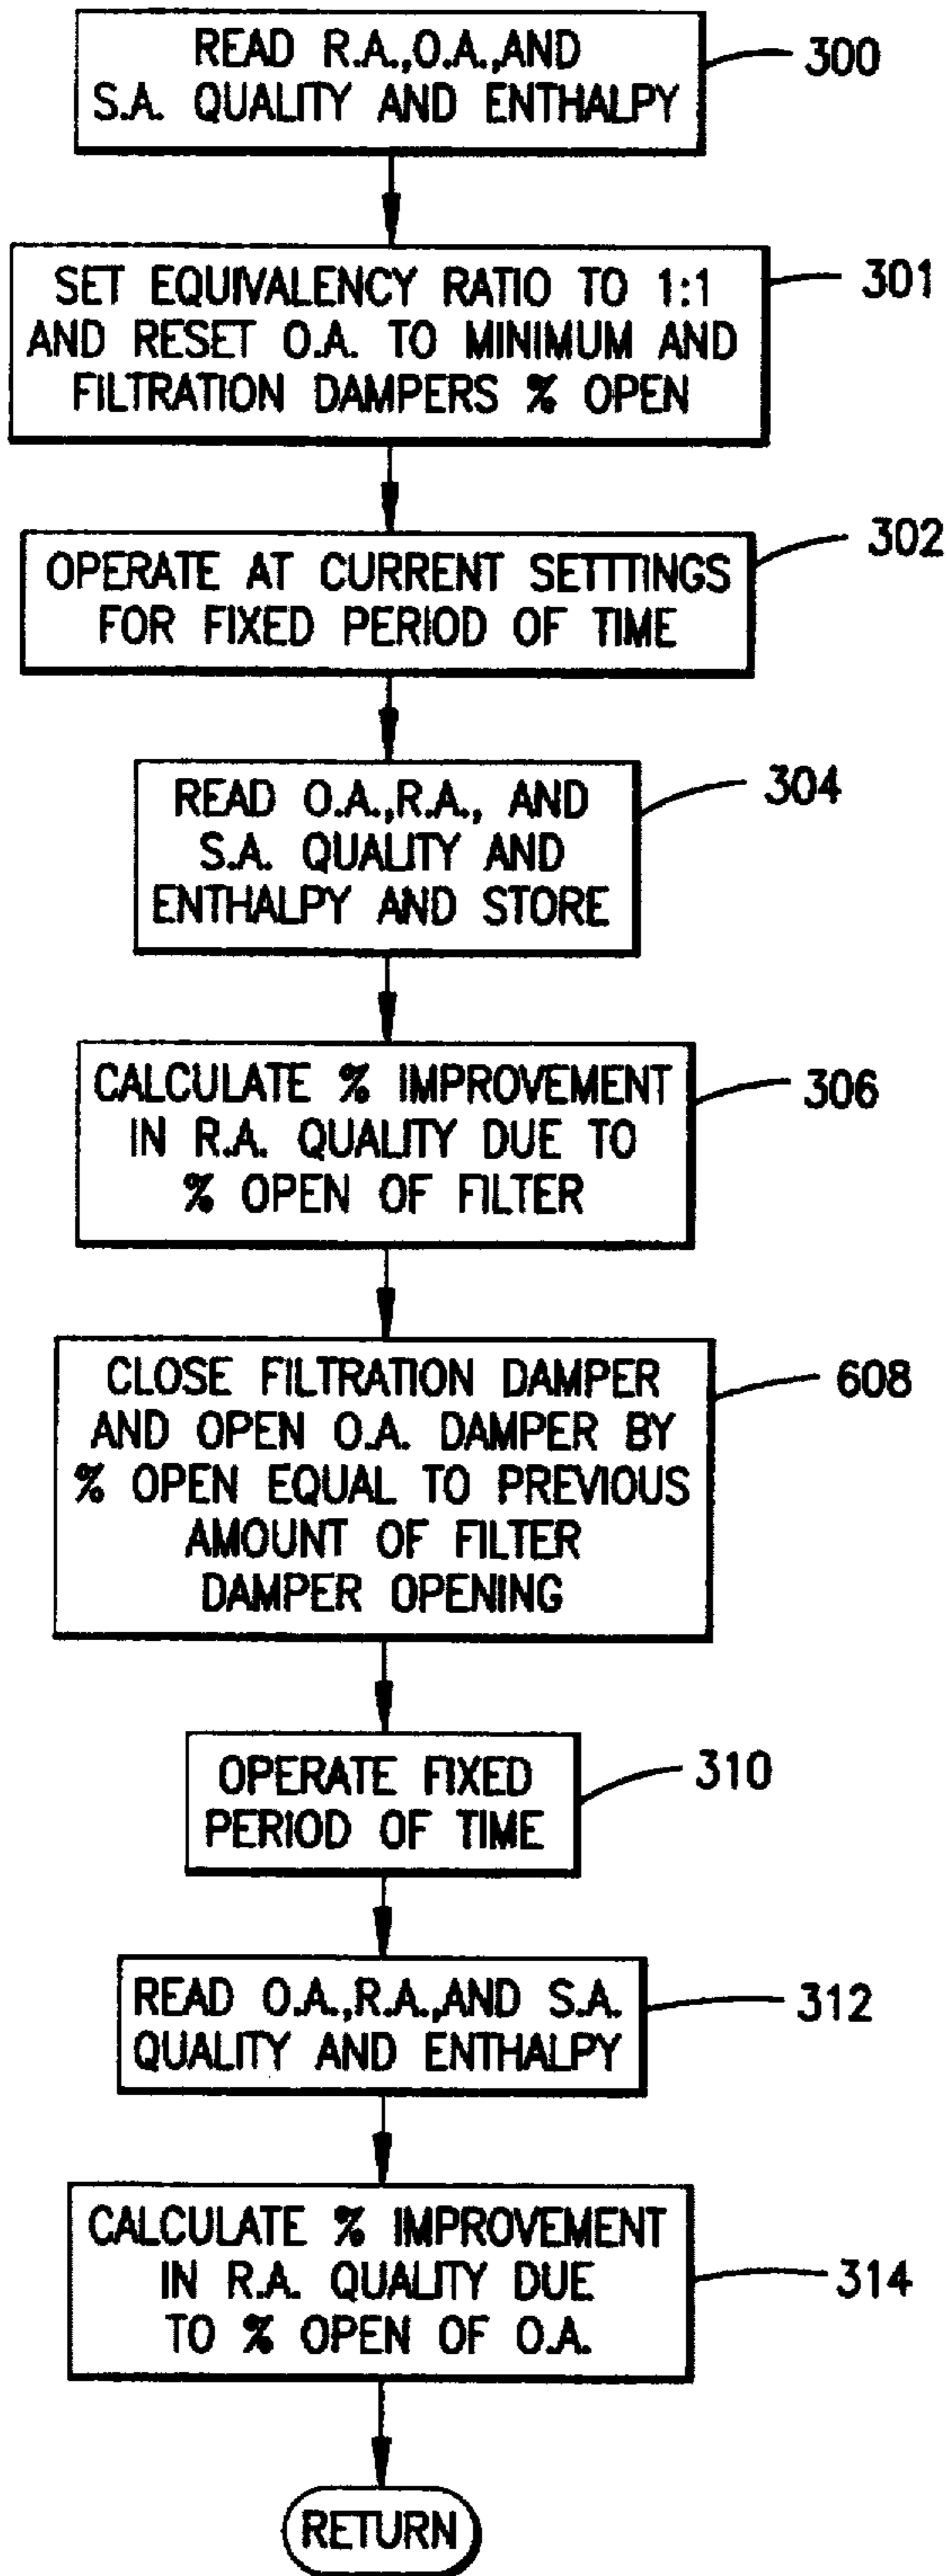 READ R.A.,O.A.,AND
S.A. QUALITY AND ENTHALPY
300
SET EQUIVALENCY RATIO TO 1:1
AND RESET O.A. TO MINIMUM AND
FILTRATION DAMPERS % OPEN
301
OPERATE AT CURRENT SETTTINGS
FOR FIXED PERIOD OF TIME
302
READ O.A.,R.A., AND
S.A. QUALITY AND
ENTHALPY AND STORE
304
CALCULATE % IMPROVEMENT
IN R.A. QUALITY DUE TO
% OPEN OF FILTER
306
CLOSE FILTRATION DAMPER
AND OPEN O.A. DAMPER BY
% OPEN EQUAL TO PREVIOUS
AMOUNT OF FILTER
DAMPER OPENING
608
OPERATE FIXED
PERIOD OF TIME
310
READ O.A.,R.A.,AND S.A.
QUALITY AND ENTHALPY
312
CALCULATE % IMPROVEMENT
IN R.A. QUALITY DUE
TO % OPEN OF O.A.
314
RETURN